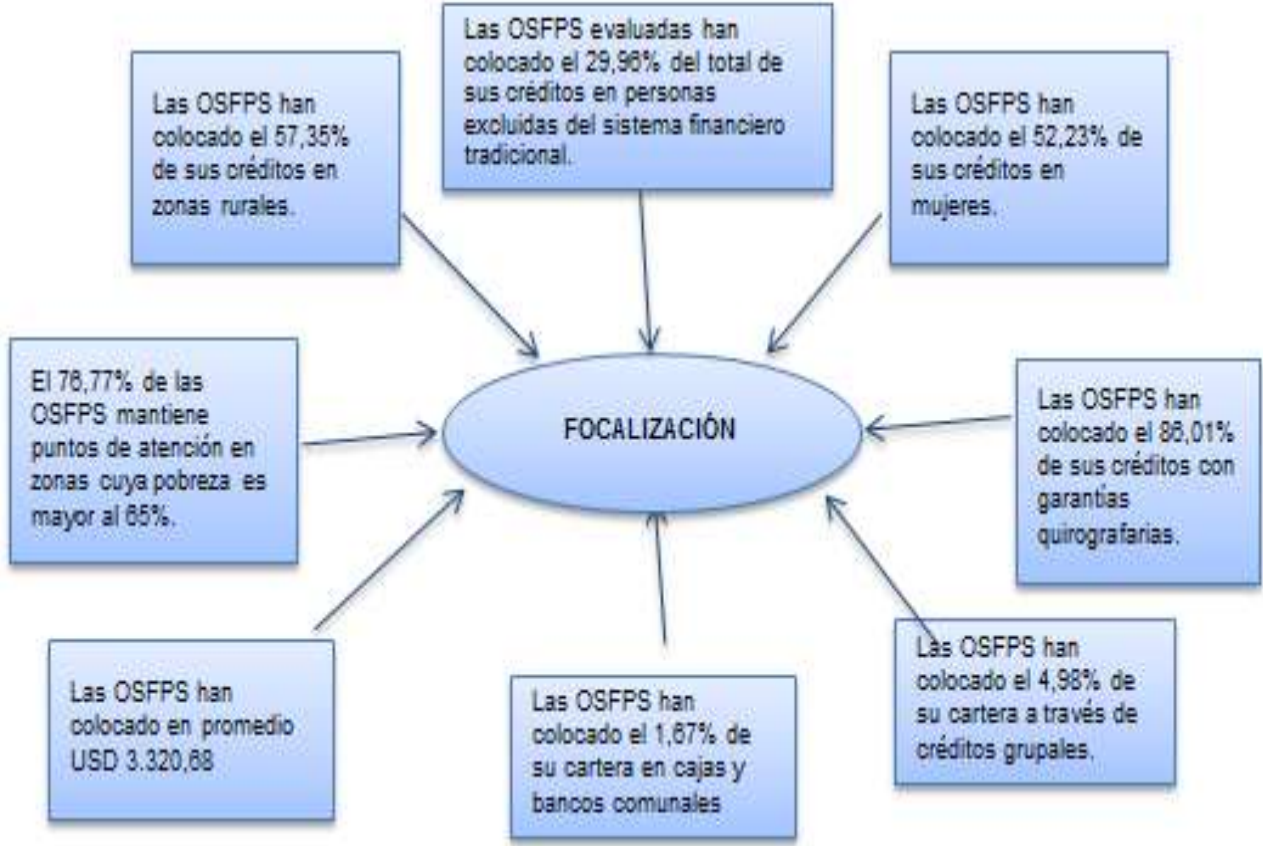 Las OSFPS evaluadas han
colocado el 29,96% del total de
sus créditos en personas
excluidas del sistema financiero
tradicional.
Las OSFPS han
colocado el 57,35%
de sus créditos en
zonas rurales.
Las OSFPS han
colocado el 52,23% de
sus créditos en
mujeres.
El 76,77% de las
OSFPS mantiene
puntos de atención en
zonas cuya pobreza es
mayor al 65%.
FOCALIZACIÓN
Las OSFPS han
colocado el 86,01%
de sus créditos con
garantías
quirografarias.
Las OSFPS han
colocado en promedio
USD 3.320,68
Las OSFPS han
colocado el 1,67% de
su cartera en cajas y
bancos comunales
Las OSFPS han
colocado el 4,98% de
su cartera a través de
créditos grupales.